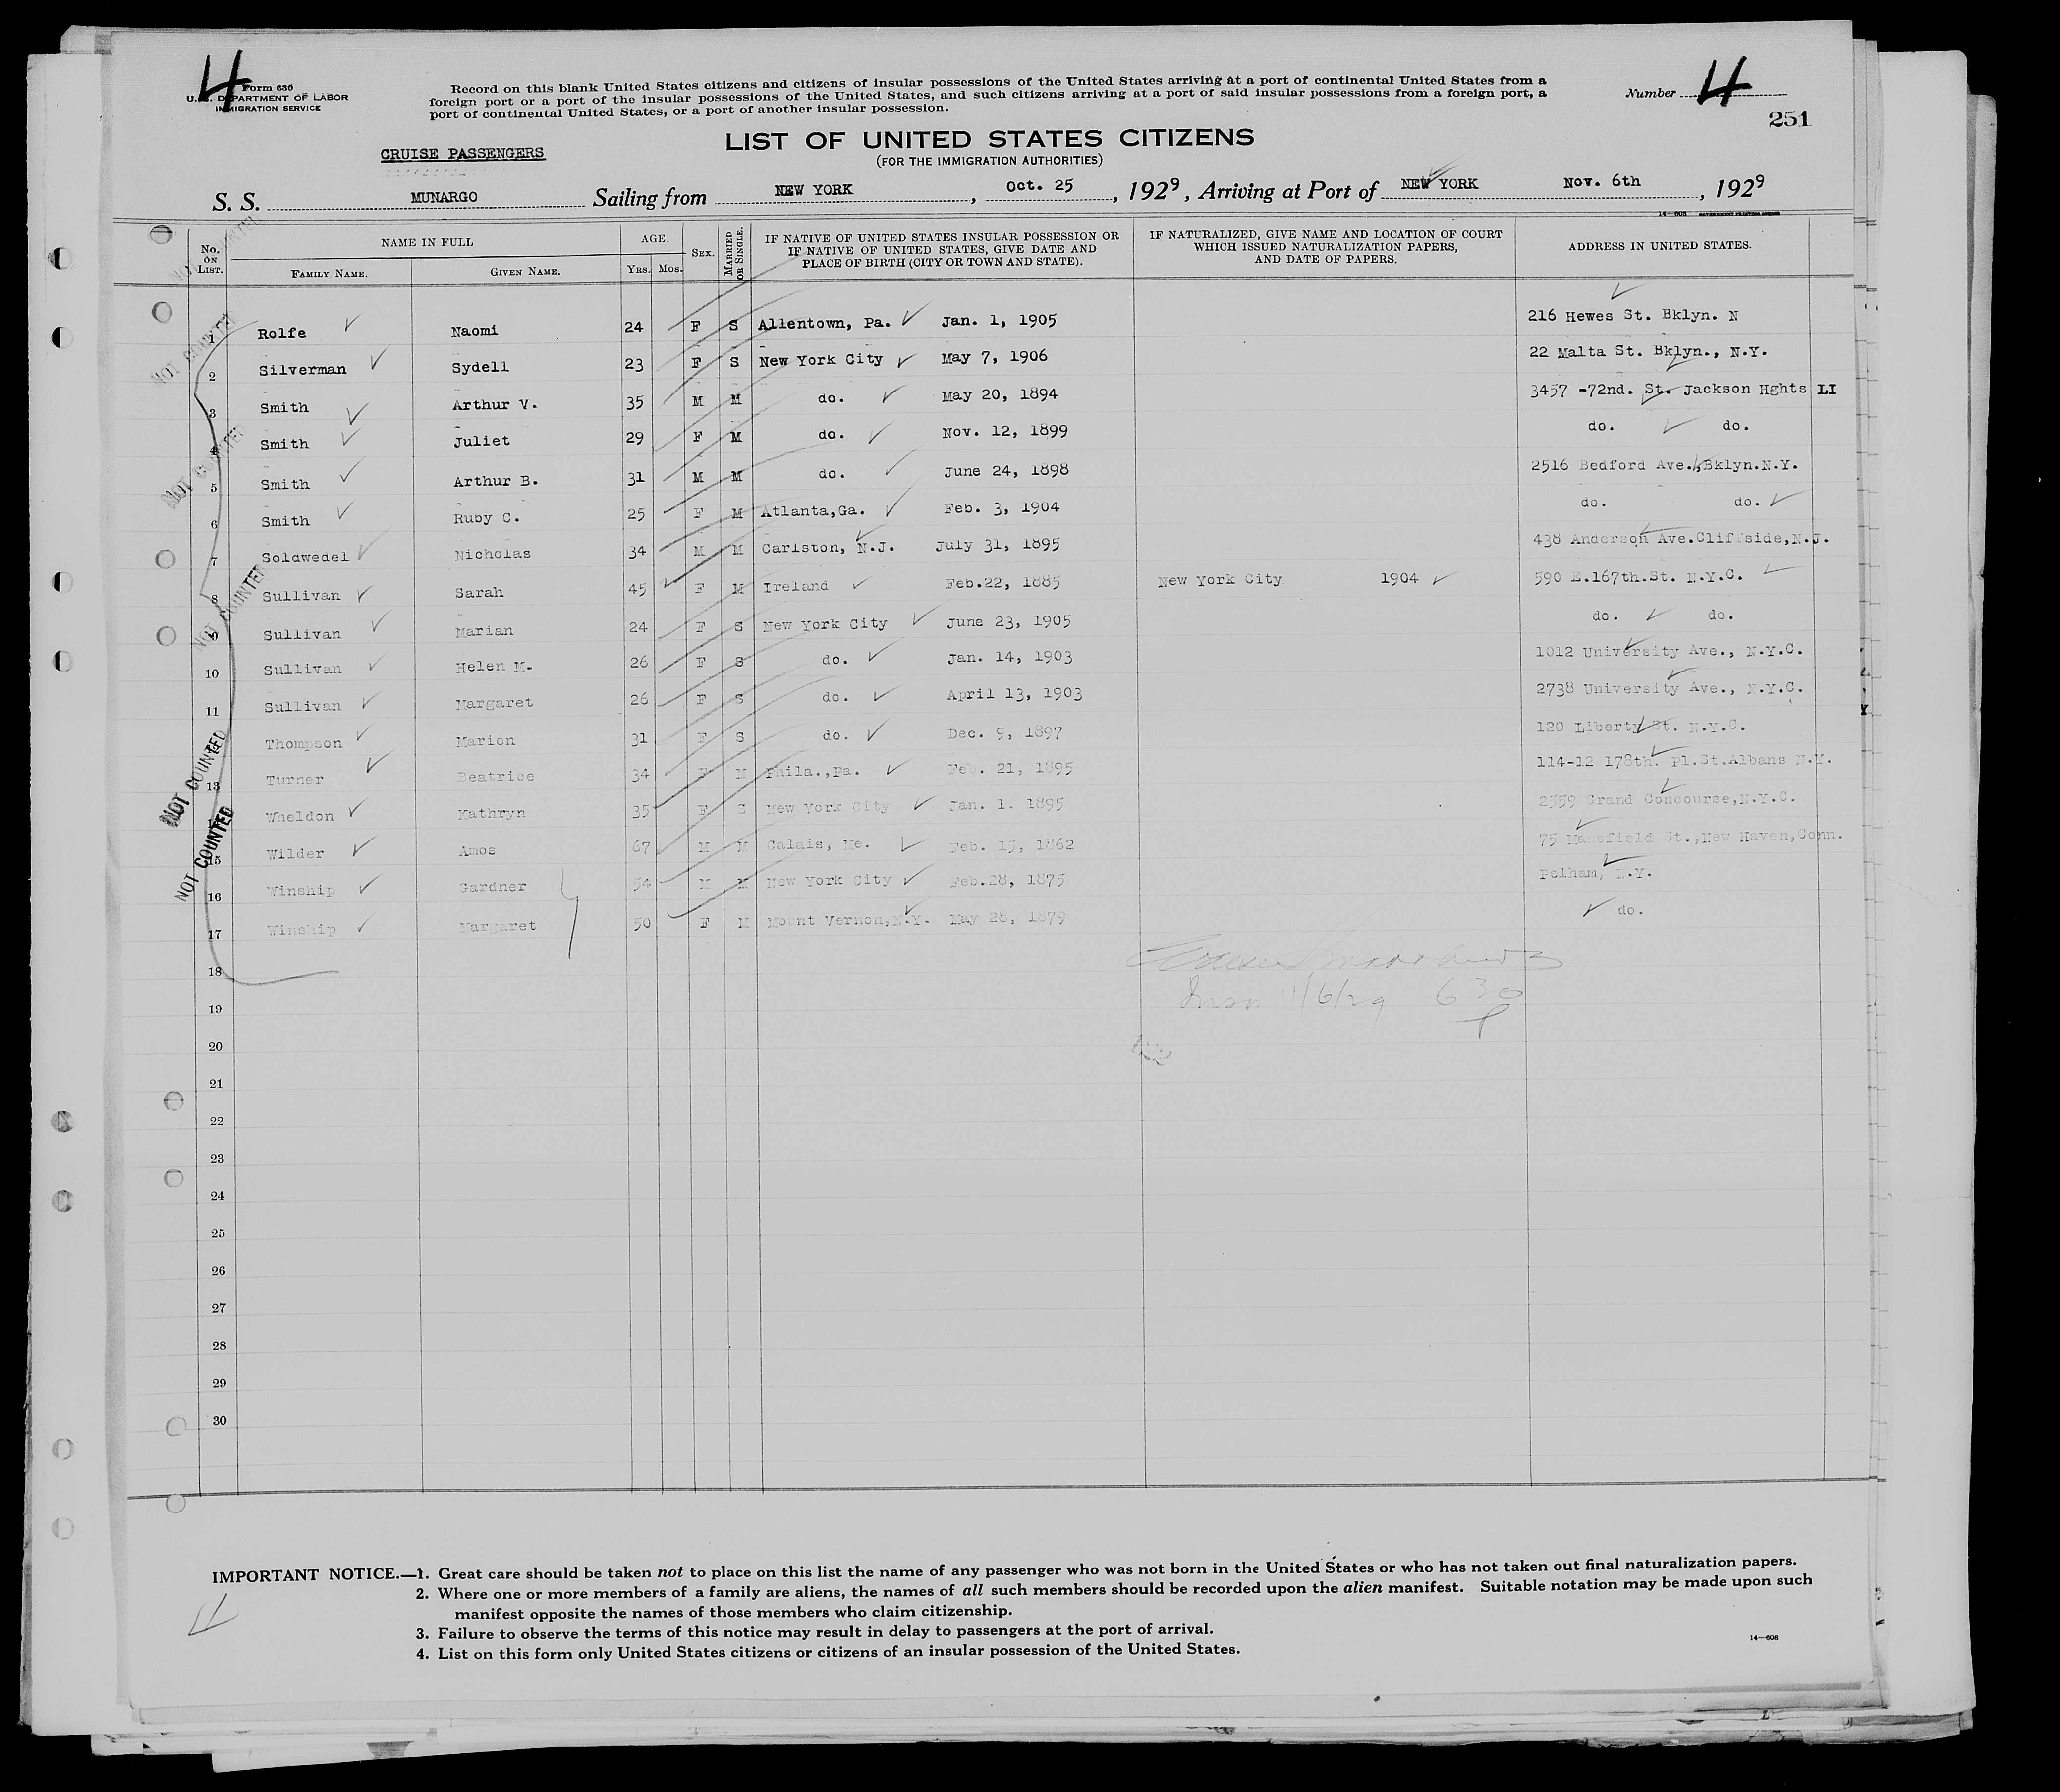 4
4
Form 630
U.S. DEPARTMENT OF LABOR
IMMIGRATION SERVICE
Record on this blank United States citizens and citizens of insular possessions of the United States arriving at a port of continental United States from a
foreign port or a port of the insular possessions of the United States, and such citizens arriving at a port of said insular possessions from a foreign port, a
port of continental United States, or a port of another insular possession.
Number
251
LIST OF UNITED STATES CITIZENS
(FOR THE IMMIGRATION AUTHORITIES)
CRUISE PASSENGERS
S. S. MUNARGO Sailing from NEW YORK, Oct. 25, 1929, Arriving at Port of NEW YORK Nov. 6th, 1929
14—608 GOVERNMENT PRINTING OFFICE
No. ON LIST. NAME IN FULL FAMILY NAME. GIVEN NAME. AGE. YRS. MOS. SEX. MARRIED OR SINGLE. IF NATIVE OF UNITED STATES INSULAR POSSESSION OR IF NATIVE OF UNITED STATES, GIVE DATE AND PLACE OF BIRTH (CITY OR TOWN AND STATE). IF NATURALIZED, GIVE NAME AND LOCATION OF COURT WHICH ISSUED NATURALIZATION PAPERS, AND DATE OF PAPERS. ADDRESS IN UNITED STATES.
1 Rolfe Naomi 24 F S Allentown, Pa. Jan. 1, 1905 216 Hewes St. Bklyn. N
2 Silverman Sydell 23 F S New York City May 7, 1906 22 Malta St. Bklyn., N.Y.
3 Smith Arthur V. 35 M M do. May 20, 1894 3457 -72nd. St. Jackson Hghts LI
4 Smith Juliet 29 F M do. Nov. 12, 1899 do. do.
5 Smith Arthur B. 31 M M do. June 24, 1898 2516 Bedford Ave., Bklyn.N.Y.
6 Smith Ruby C. 25 F M Atlanta,Ga. Feb. 3, 1904 do. do.
7 Soldwedel Nicholas 34 M M Carlston, N.J. July 31, 1895 438 Anderson Ave.Cliffside,N.J.
8 Sullivan Sarah 45 F M Ireland Feb.22, 1885 New York City 1904 590 E.167th.St. N.Y.C.
9 Sullivan Marian 24 F S New York City June 23, 1905 do. do.
10 Sullivan Helen M. 26 F S do. Jan. 14, 1903 1012 University Ave., N.Y.C.
11 Sullivan Margaret 26 F S do. April 13, 1903 2738 University Ave., N.Y.C.
12 Thompson Marion 31 F S do. Dec. 9, 1897 120 Liberty St. N.Y.C.
13 Turner Beatrice 34 F M Phila.,Pa. Feb. 21, 1895 114-12 178th. Pl.St.Albans N.Y.
14 Wheldon Kathryn 35 F S New York City Jan. 1. 1895 2559 Grand Concourse,N.Y.C.
15 Wilder Amos 67 M M Calais, Me. Feb. 15, 1862 75 Mansfield St.,New Haven,Conn.
16 Winship Gardner 54 M M New York City Feb.28, 1875 Pelham, N.Y.
17 Winship Margaret 50 F M Mount Vernon,N.Y. May 28, 1879 do.
18
11/6/29 630
19
20
21
22
23
24
25
26
27
28
29
30
NOT COUNTED
NOT COUNTED
NOT COUNTED
NOT COUNTED
NOT COUNTED
IMPORTANT NOTICE.—1. Great care should be taken not to place on this list the name of any passenger who was not born in the United States or who has not taken out final naturalization papers.
2. Where one or more members of a family are aliens, the names of all such members should be recorded upon the alien manifest. Suitable notation may be made upon such
manifest opposite the names of those members who claim citizenship.
3. Failure to observe the terms of this notice may result in delay to passengers at the port of arrival.
4. List on this form only United States citizens or citizens of an insular possession of the United States.
14—608